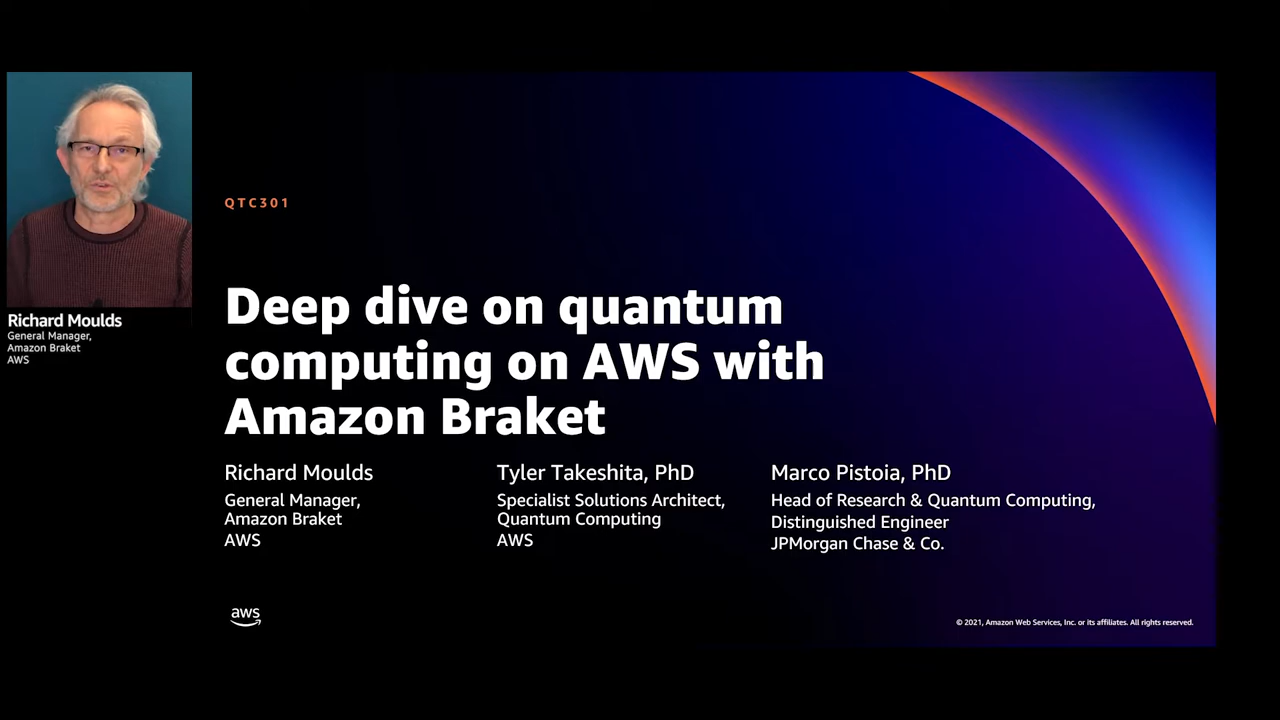 Richard Moulds
General Manager,
Amazon Braket
AWS
QTC301
Deep dive on quantum
computing on AWS with
Amazon Braket
Richard Moulds
General Manager,
Amazon Braket
AWS
Tyler Takeshita, PhD
Specialist Solutions Architect,
Quantum Computing
AWS
Marco Pistoia, PhD
Head of Research & Quantum Computing,
Distinguished Engineer
JPMorgan Chase & Co.
aws
© 2021, Amazon Web Services, Inc. or its affiliates. All rights reserved.